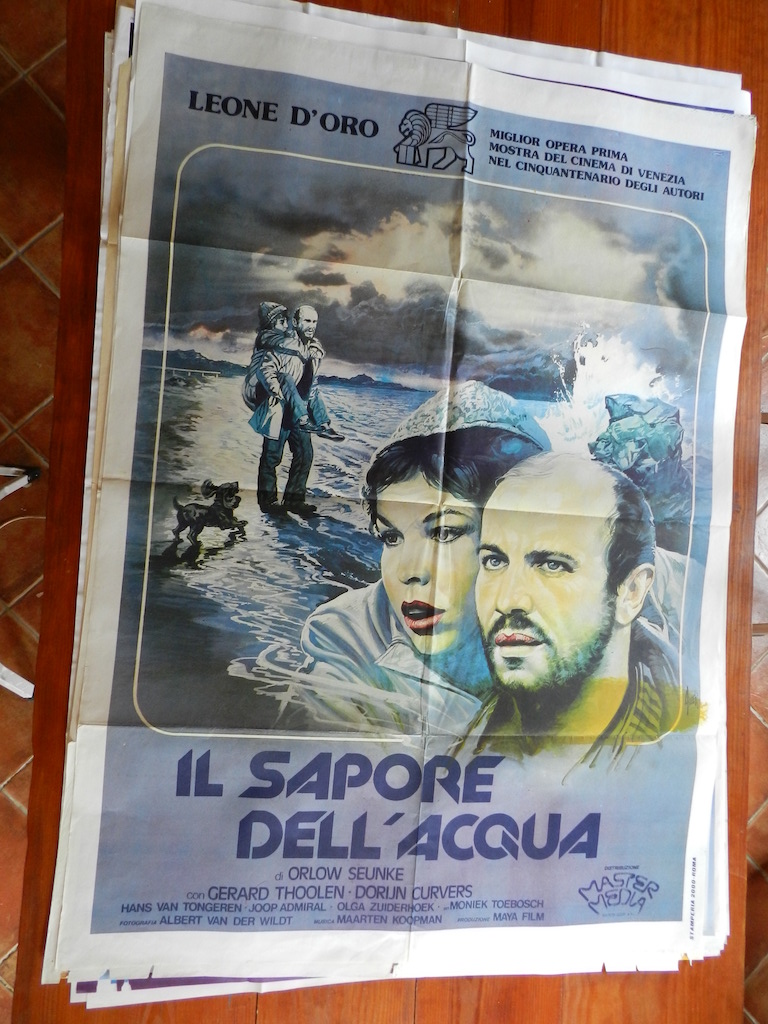 LEONE D'ORO
MIGLIOR OPERA PRIMA
MOSTRA DEL CINEMA DI VENEZIA
NEL CINQUANTENARIO DEGLI AUTORI
IL SAPORE
DELL'ACQUA
di ORLOW SEUNKE
con GERARD THOOLEN · DORIJN CURVERS
HANS VAN TONGEREN · JOOP ADMIRAL · OLGA ZUIDERHOEK · MONIEK TOEBOSCH
FOTOGRAFIA ALBERT VAN DER WILDT MUSICA MAARTEN KOOPMAN PRODUZIONE MAYA FILM
DISTRIBUZIONE
MASTER
MEDIA
STAMPERIA 2000 ROMA